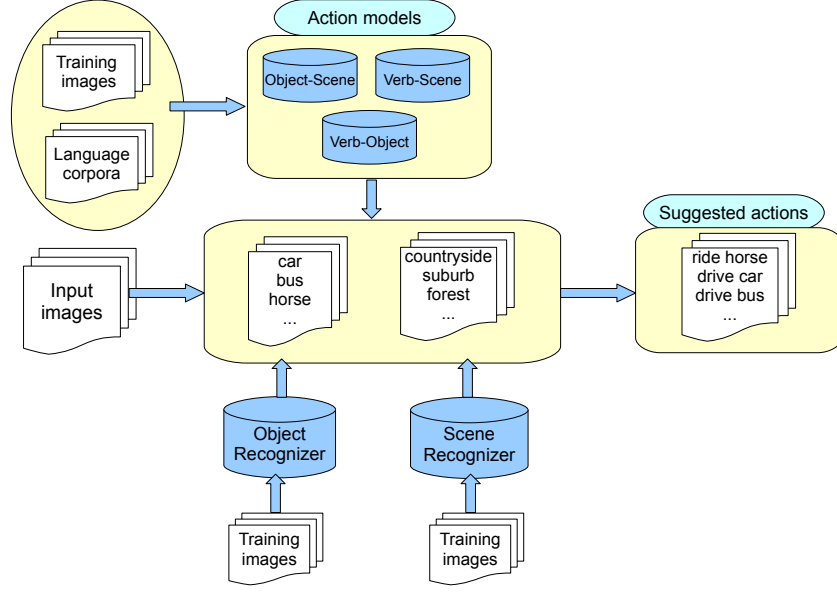 Action models
Training
images
Object-Scene
Verb-Scene
Verb-Object
Language
corpora
Suggested actions
Input
images
car
bus
horse
...
countryside
suburb
forest
...
ride horse
drive car
drive bus
...
Object
Recognizer
Scene
Recognizer
Training
images
Training
images